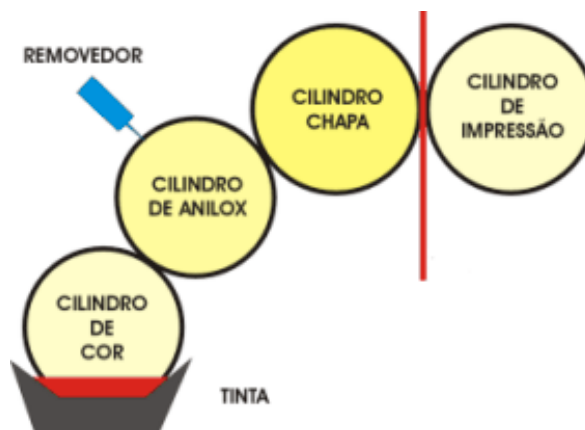 REMOVEDOR
CILINDRO
CHAPA
CILINDRO
DE
IMPRESSÃO
CILINDRO
DE ANILOX
CILINDRO
DE
COR
TINTA